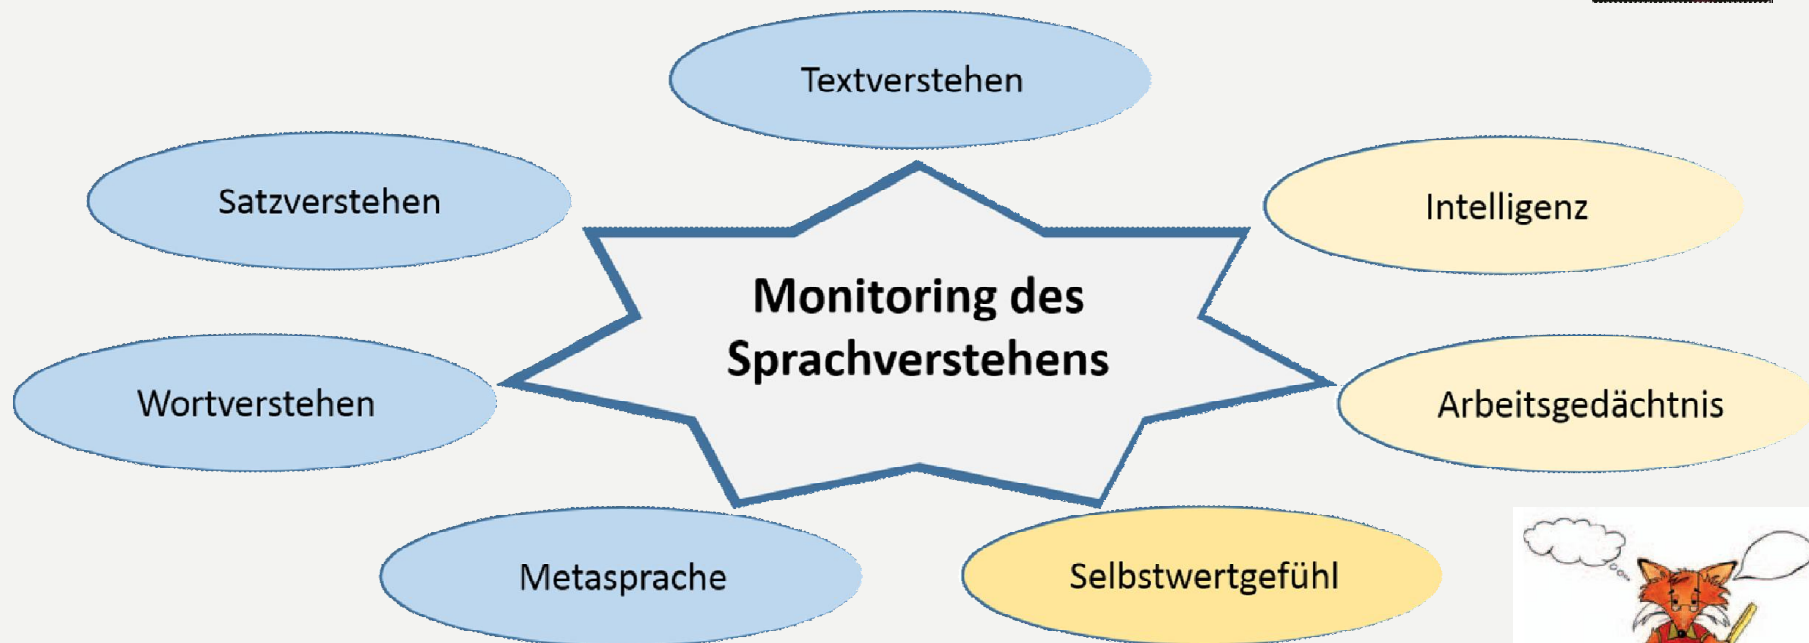 Textverstehen
Satzverstehen
Intelligenz
Monitoring des
Sprachverstehens
Wortverstehen
Arbeitsgedächtnis
Metasprache
Selbstwertgefühl